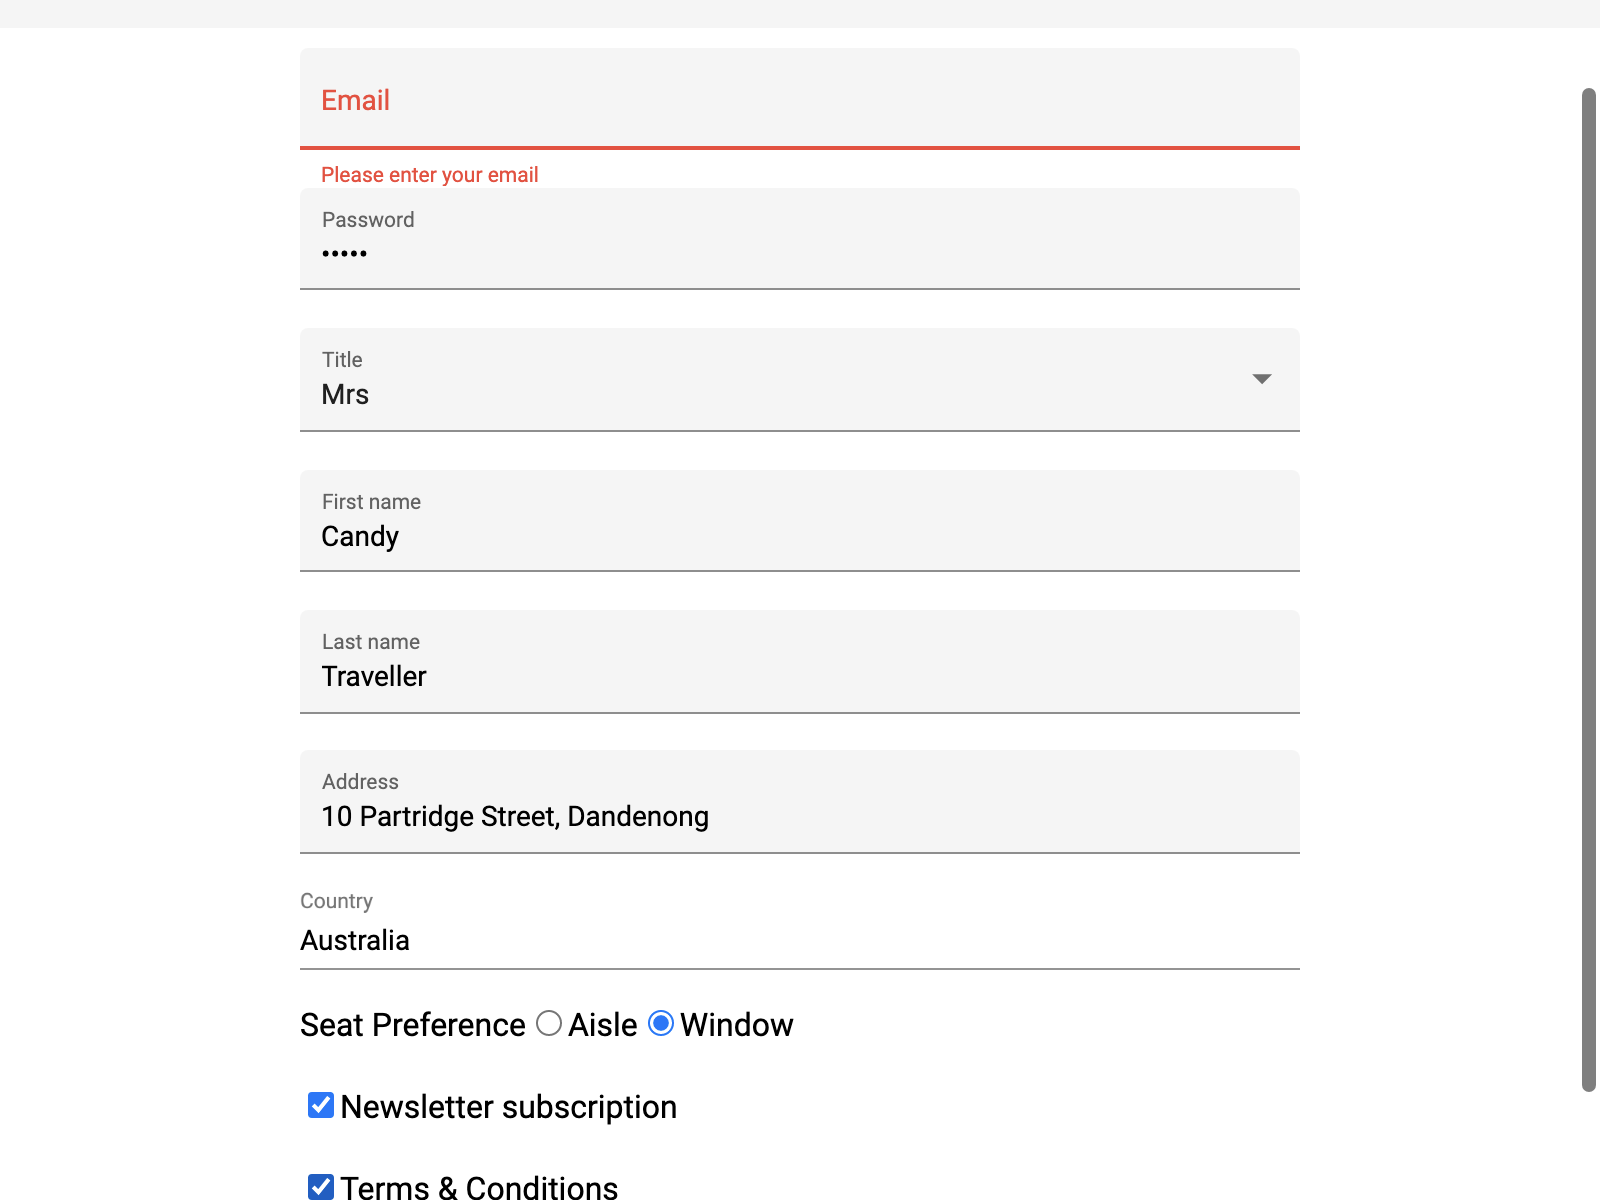 Email
Please enter your email
Password
•••••
Title
Mrs
First name
Candy
Last name
Traveller
Address
10 Partridge Street, Dandenong
Country
Australia
Seat Preference Aisle Window
Newsletter subscription
Terms & Conditions